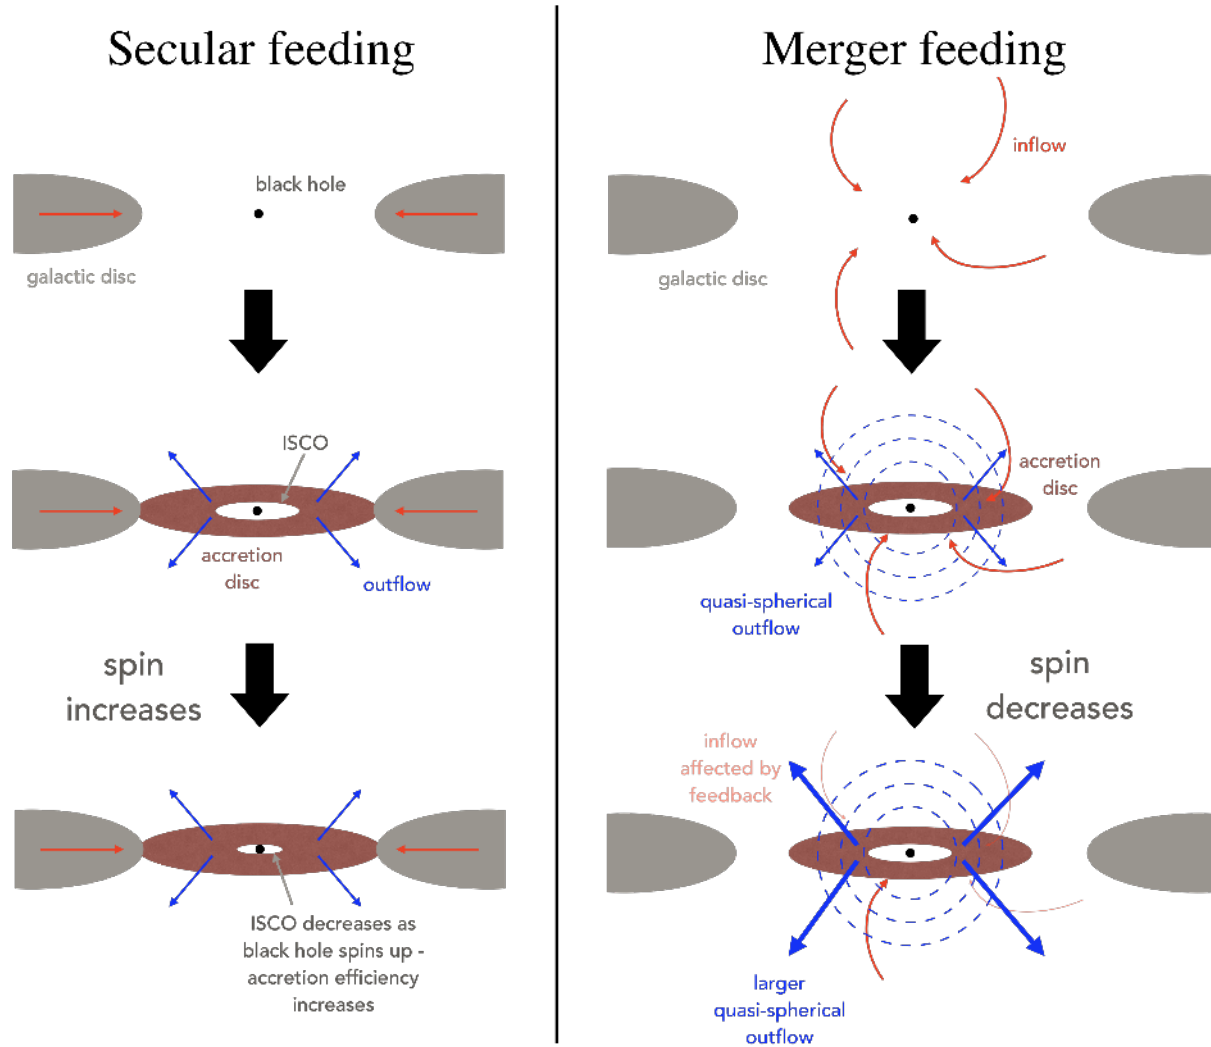 Secular feeding
black hole
galactic disc
ISCO
accretion
disc
outflow
spin
increases
ISCO decreases as
black hole spins up -
accretion efficiency
increases
Merger feeding
inflow
galactic disc
accretion
disc
quasi-spherical
outflow
spin
decreases
inflow
affected by
feedback
larger
quasi-spherical
outflow